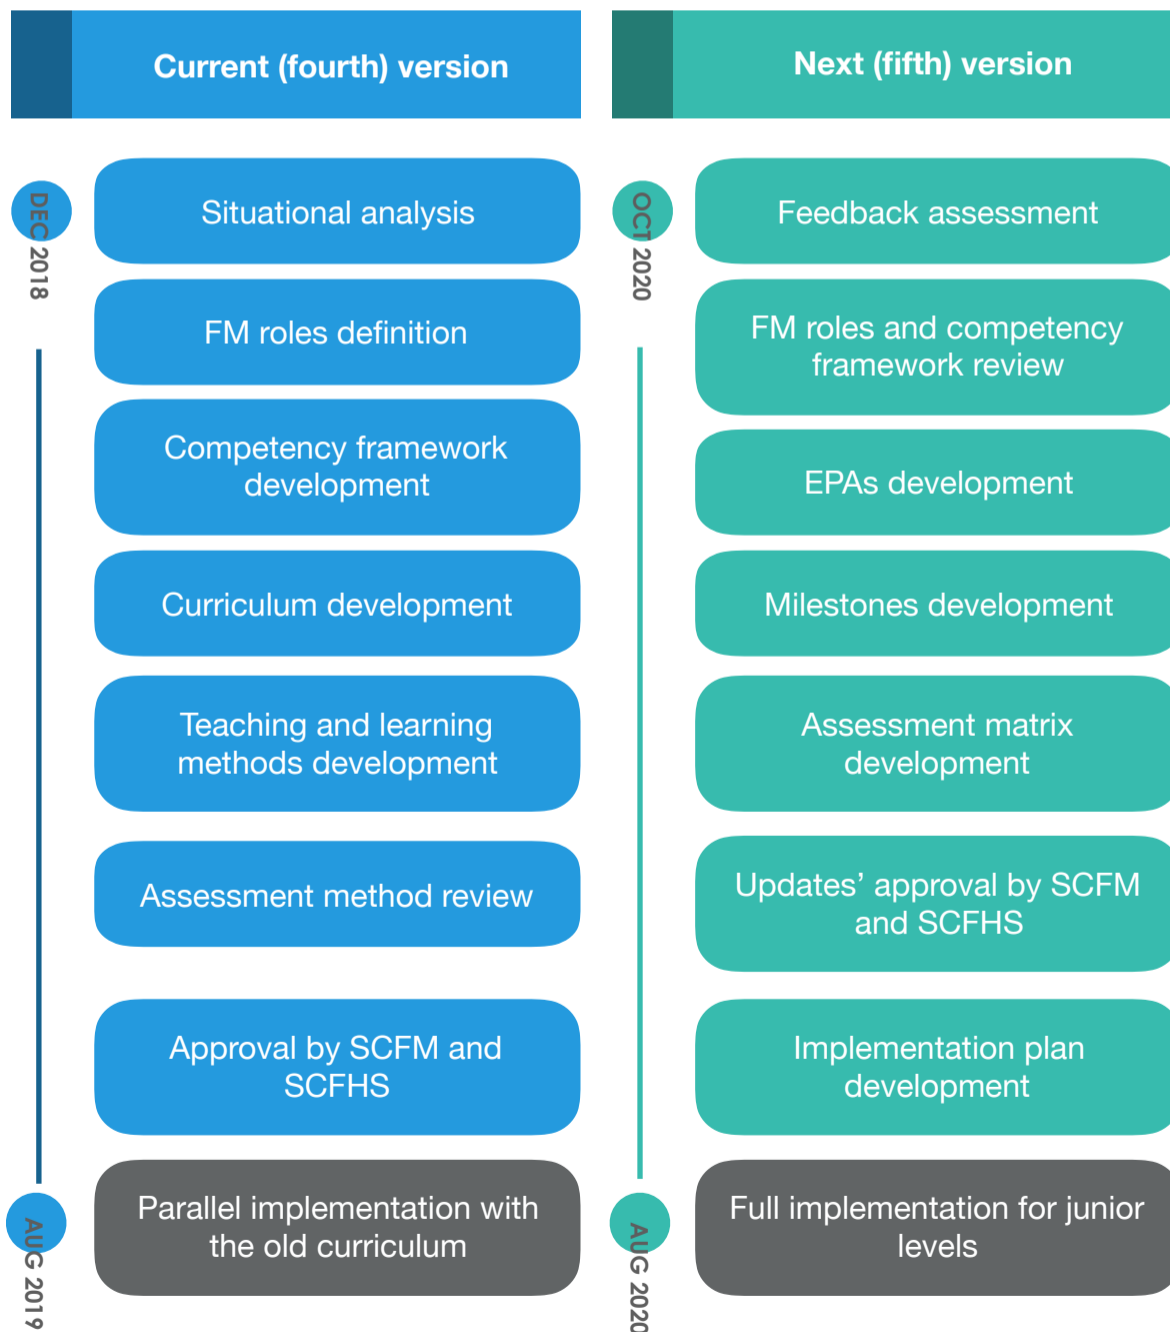 Current (fourth) version
DEC 2018
Situational analysis
FM roles definition
Competency framework
development
Curriculum development
Teaching and learning
methods development
Assessment method review
Approval by SCFM and
SCFHS
AUG 2019
Parallel implementation with
the old curriculum
Next (fifth) version
OCT 2020
Feedback assessment
FM roles and competency
framework review
EPAs development
Milestones development
Assessment matrix
development
Updates’ approval by SCFM
and SCFHS
Implementation plan
development
AUG 2020
Full implementation for junior
levels